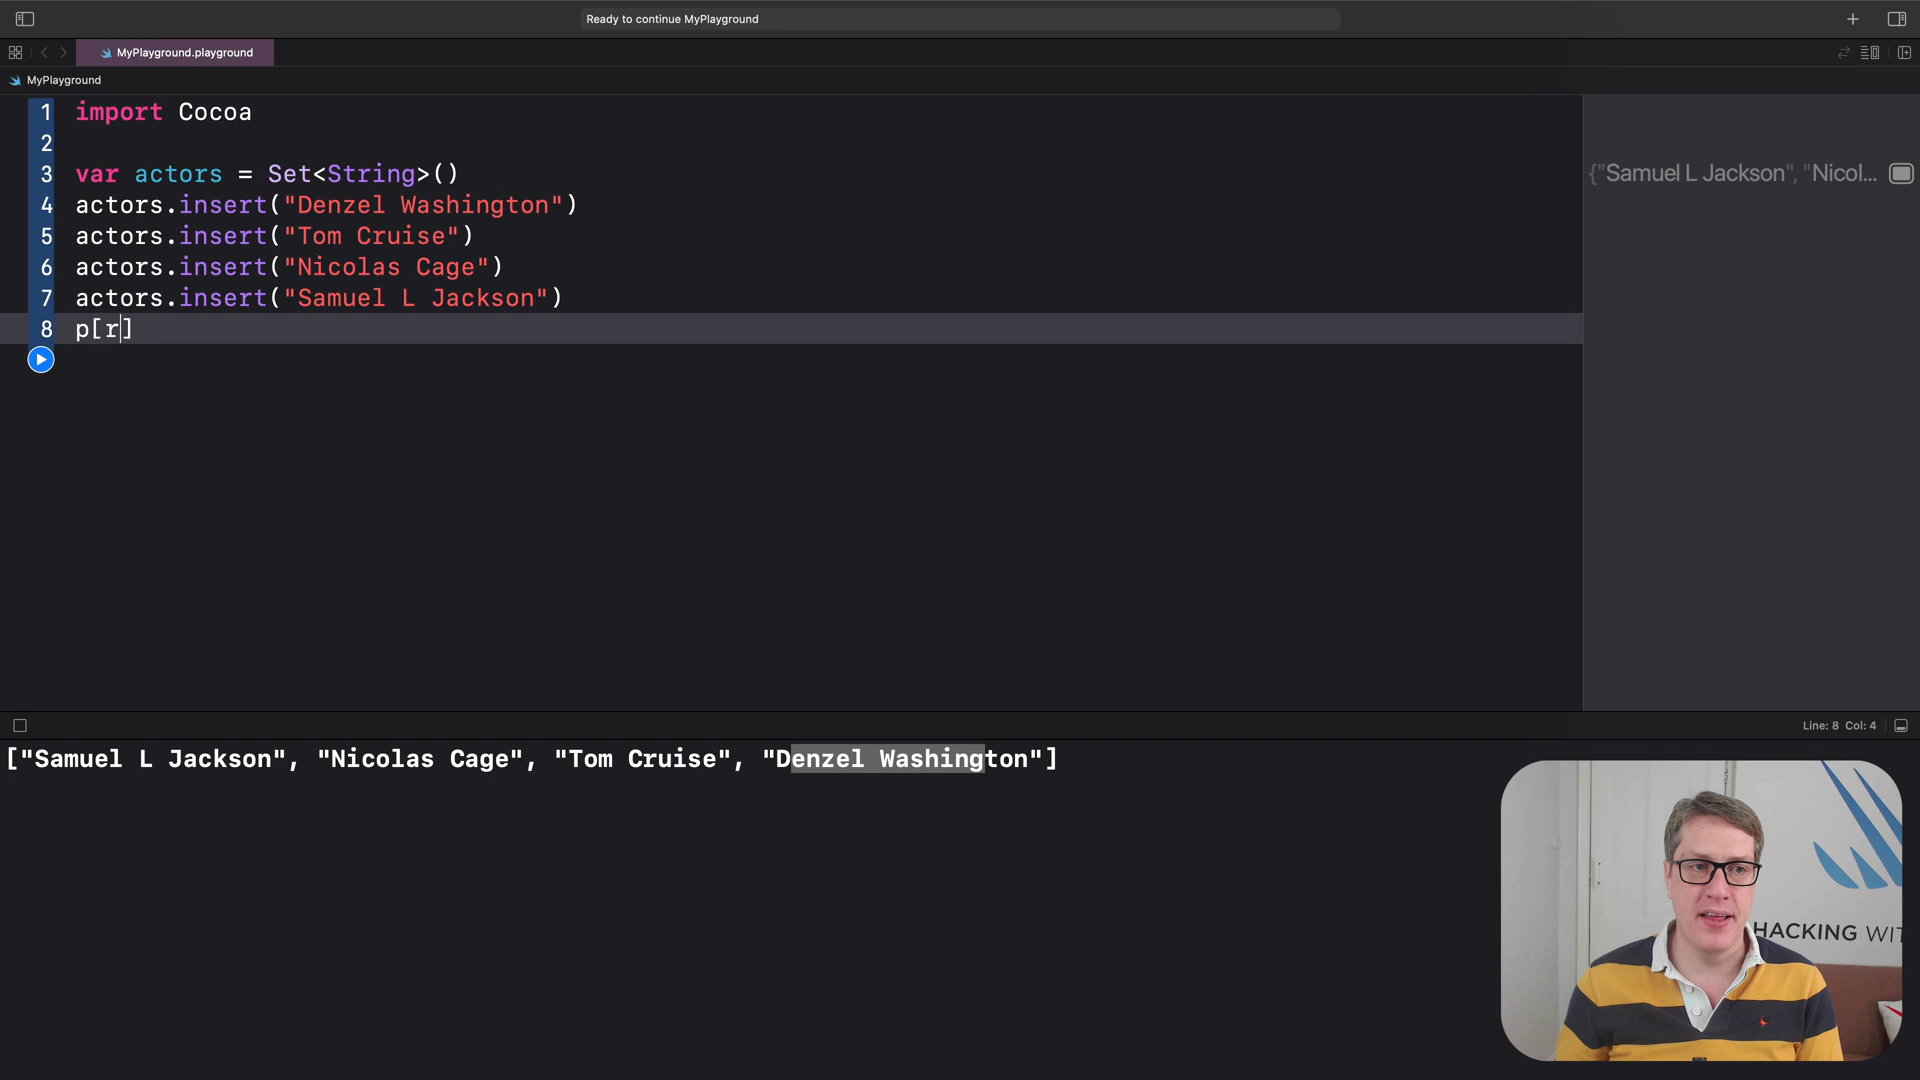 Ready to continue MyPlayground
MyPlayground.playground
MyPlayground
1 import Cocoa
2
3 var actors = Set<String>()
4 actors.insert("Denzel Washington")
5 actors.insert("Tom Cruise")
6 actors.insert("Nicolas Cage")
7 actors.insert("Samuel L Jackson")
8 p[r]
{"Samuel L Jackson", "Nicol...
Line: 8 Col: 4
["Samuel L Jackson", "Nicolas Cage", "Tom Cruise", "Denzel Washington"]
HACKING WIT